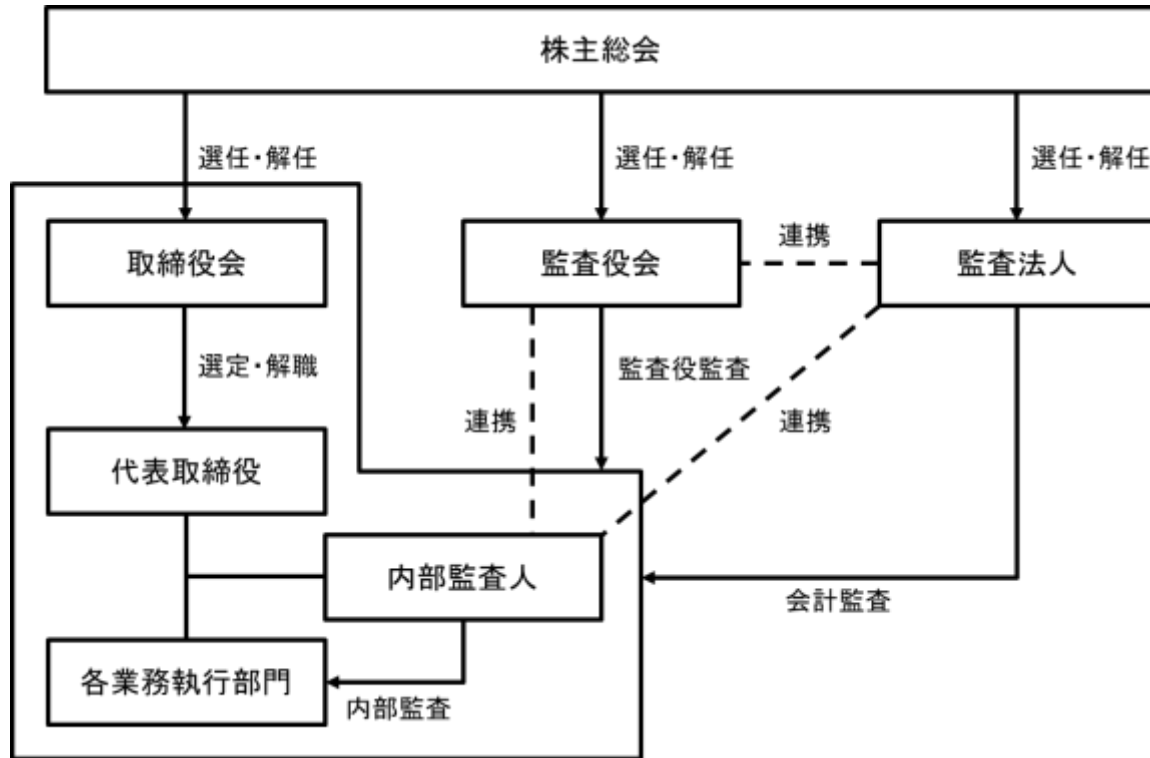 株主総会
選任・解任
選任・解任
選任・解任
取締役会
監査役会
連携
監査法人
選定・解職
監査役監査
連携
連携
代表取締役
内部監査人
会計監査
各業務執行部門
内部監査